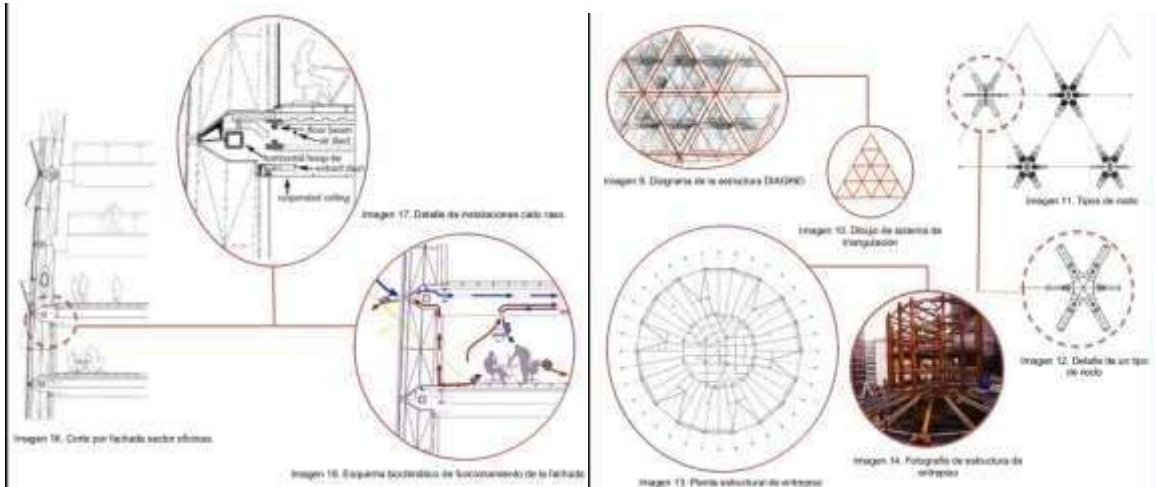 floor beam
air duct
horizontal hoop tie
extract duct
suspended ceiling
Imagen 17. Detalle de instalaciones cielo raso.
Imagen 16. Corte por fachada sector oficinas.
Imagen 18. Esquema bioclimático de funcionamiento de la fachada
Imagen 9. Diagrama de la estructura DIAGRID
Imagen 10. Dibujo de sistema de
triangulación
Imagen 11. Tipos de nodo
Imagen 12. Detalle de un tipo
de nodo
Imagen 13. Planta estructural de entrepiso
Imagen 14. Fotografía de estructura de
entrepiso